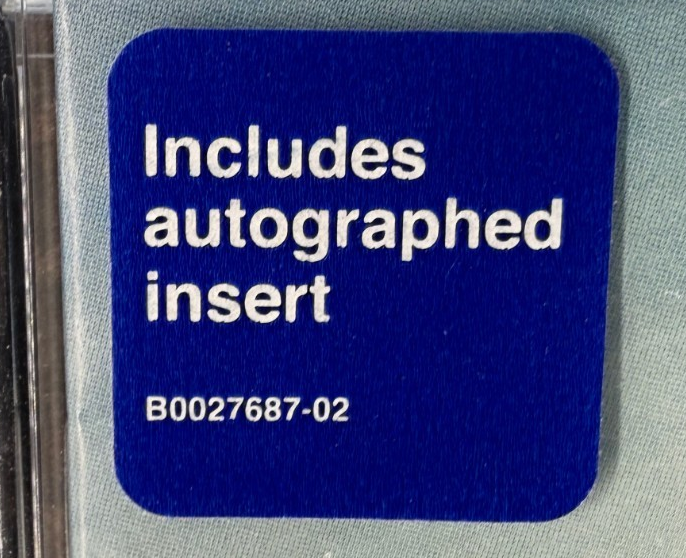 Includes
autographed
insert
B0027687-02